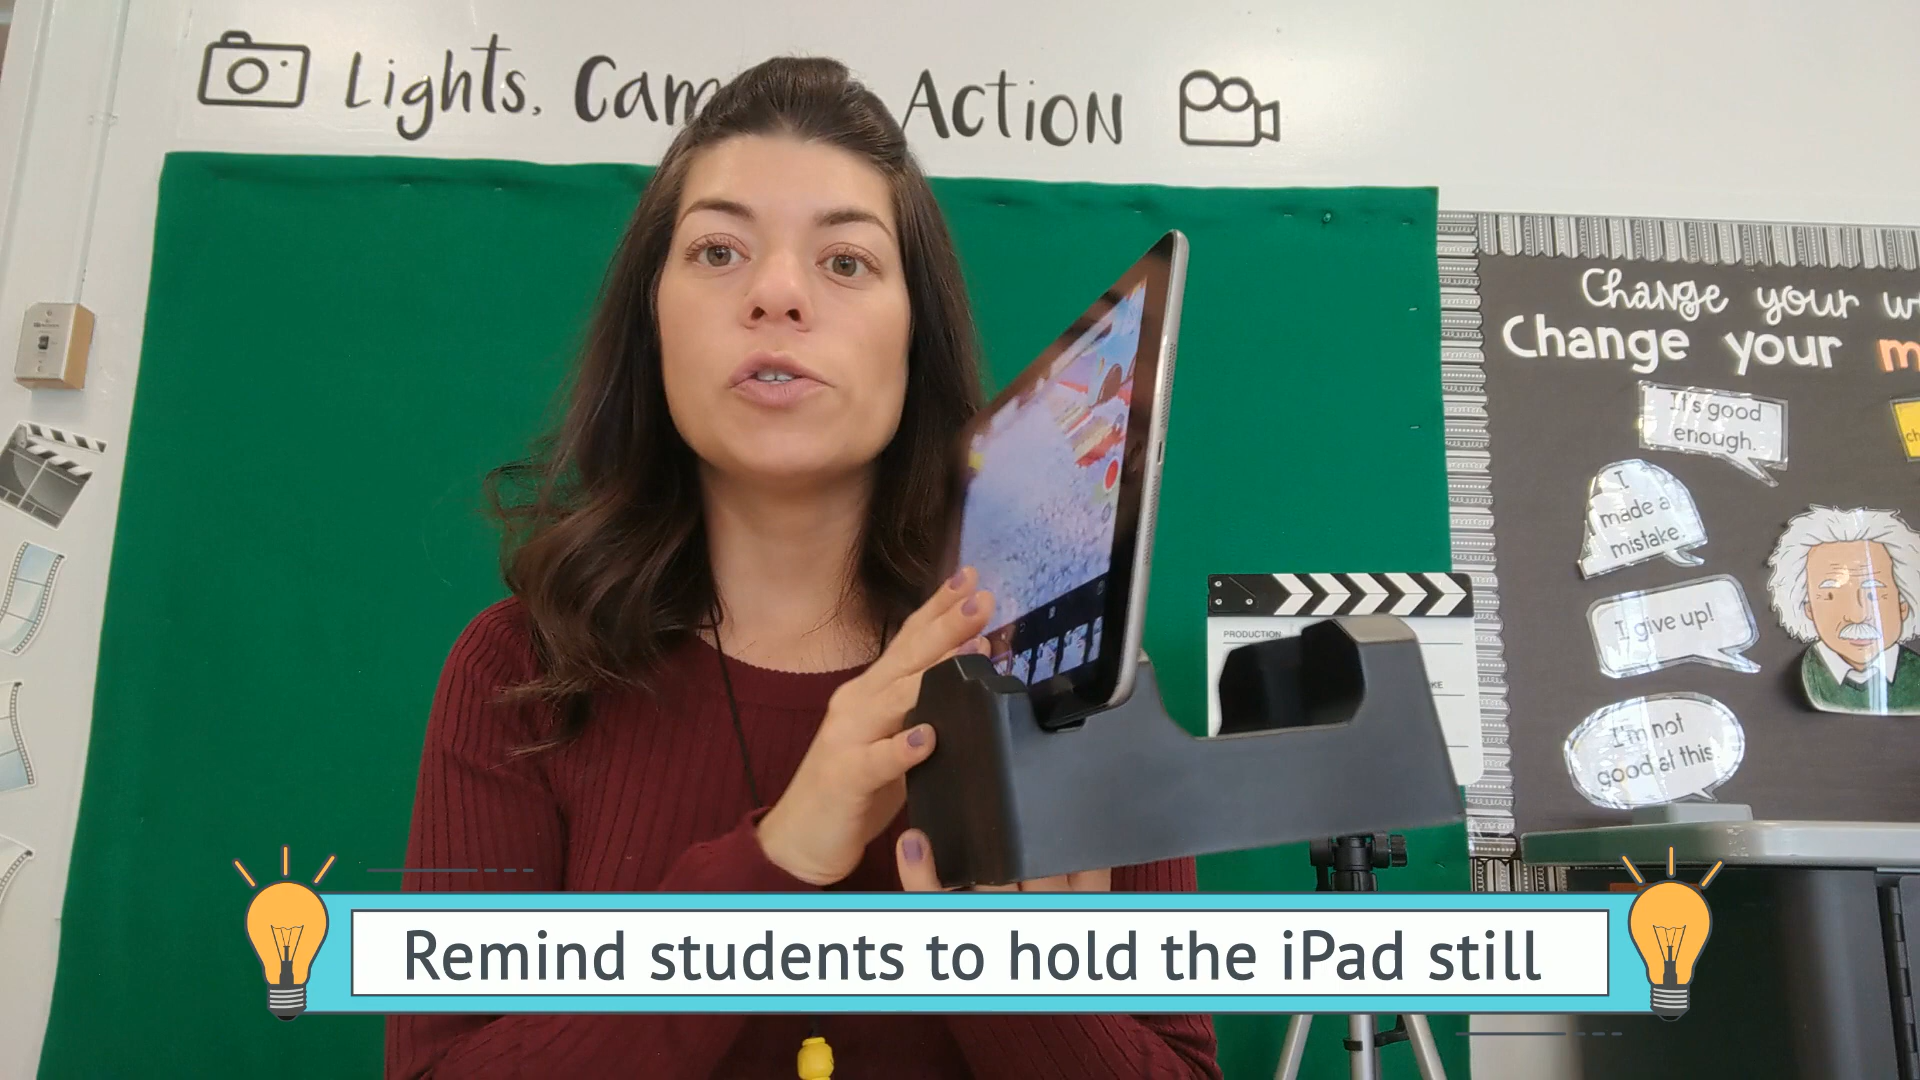 Lights, Cam Action
Change your w
Change your m
It's good
enough.
I
made a
mistake.
I give up!
I'm not
good at this.
PRODUCTION
Remind students to hold the iPad still